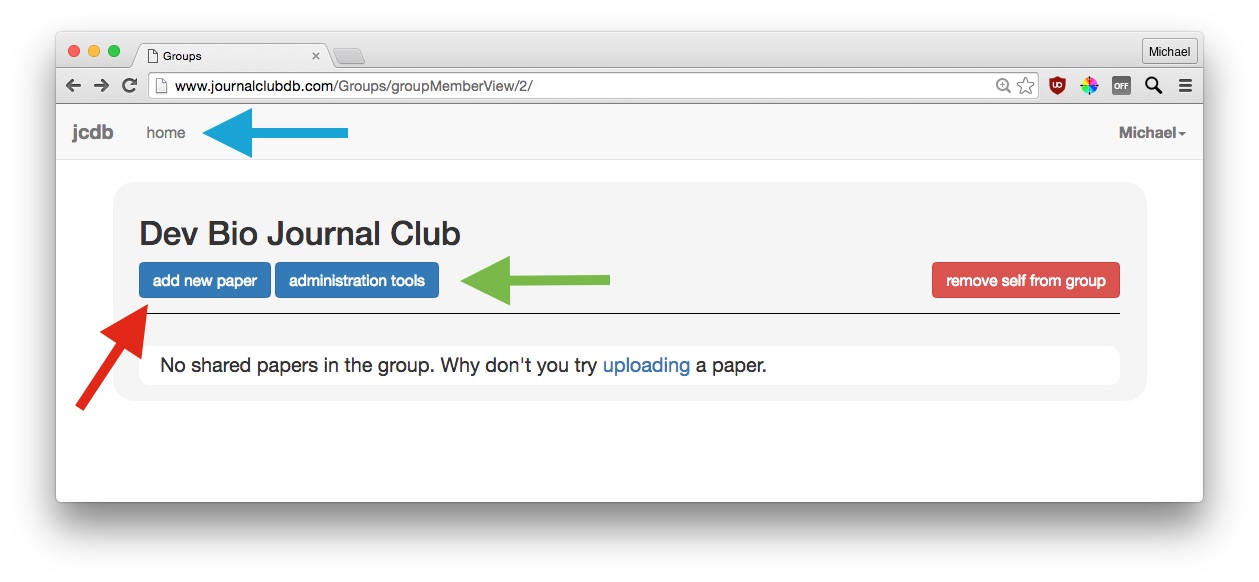 Groups
Michael
www.journalclubdb.com/Groups/groupMemberView/2/
UD
OFF
jcdb home Michael
Dev Bio Journal Club
add new paper administration tools remove self from group
No shared papers in the group. Why don't you try uploading a paper.